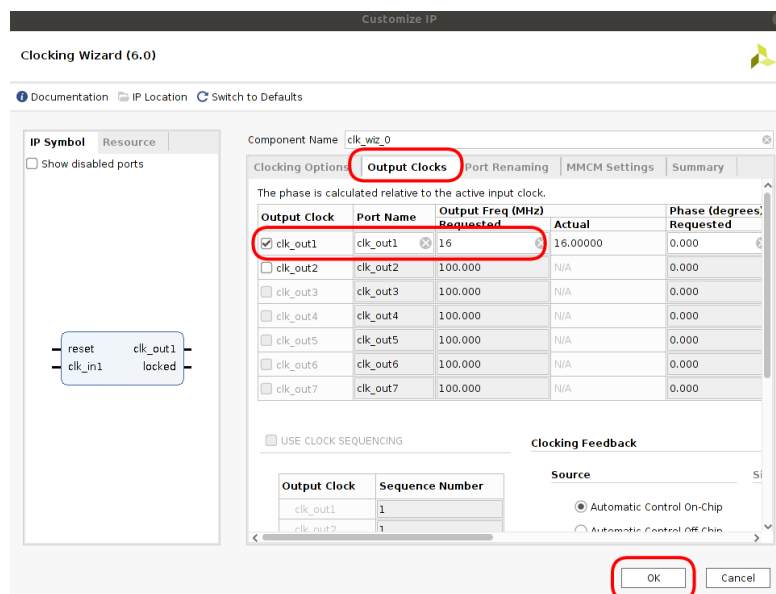 Customize IP
Clocking Wizard (6.0)
Documentation IP Location Switch to Defaults
IP Symbol Resource
Show disabled ports
reset clk_out1
clk_in1 locked
Component Name clk_wiz_0
Clocking Options Output Clocks Port Renaming MMCM Settings Summary
The phase is calculated relative to the active input clock.
Output Clock Port Name Output Freq (MHz) Phase (degrees)
Requested Actual Requested
clk_out1 clk_out1 16 16.00000 0.000
clk_out2 clk_out2 100.000 N/A 0.000
clk_out3 clk_out3 100.000 N/A 0.000
clk_out4 clk_out4 100.000 N/A 0.000
clk_out5 clk_out5 100.000 N/A 0.000
clk_out6 clk_out6 100.000 N/A 0.000
clk_out7 clk_out7 100.000 N/A 0.000
USE CLOCK SEQUENCING Clocking Feedback
Output Clock Sequence Number
clk_out1 1
clk_out2 1
Source Si
Automatic Control On-Chip
Automatic Control Off-Chip
OK Cancel